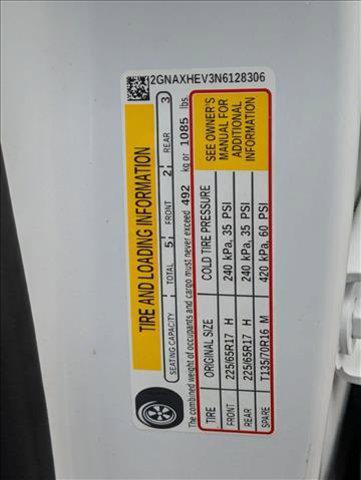 2GNAXHEV3N6128306
TIRE AND LOADING INFORMATION
SEATING CAPACITY TOTAL 5 FRONT 2 REAR 3
The combined weight of occupants and cargo must never exceed 492 kg or 1085 lbs.
TIRE ORIGINAL SIZE COLD TIRE PRESSURE
FRONT 225/65R17 H 240 kPa, 35 PSI
REAR 225/65R17 H 240 kPa, 35 PSI
SPARE T135/70R16 M 420 kPa, 60 PSI
SEE OWNER'S
MANUAL FOR
ADDITIONAL
INFORMATION